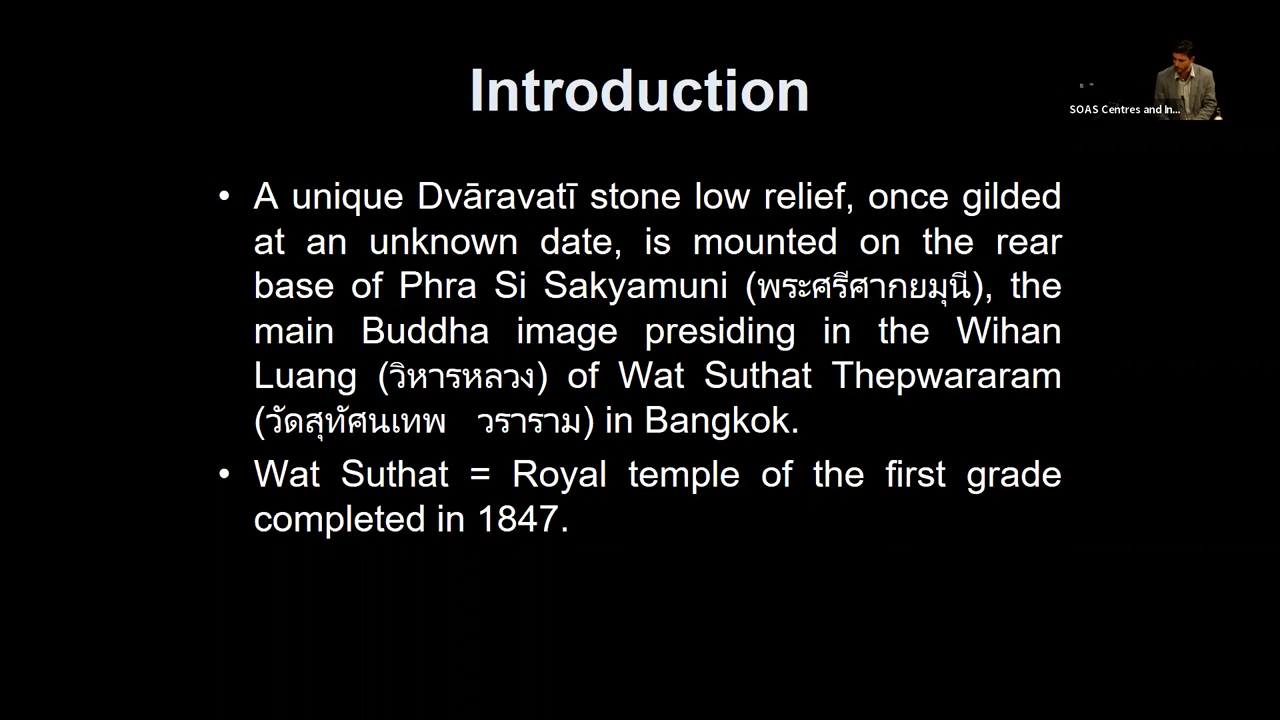 Introduction
SOAS Centres and In...
• A unique Dvāravatī stone low relief, once gilded
at an unknown date, is mounted on the rear
base of Phra Si Sakyamuni (พระศรีศากยมุนี), the
main Buddha image presiding in the Wihan
Luang (วิหารหลวง) of Wat Suthat Thepwararam
(วัดสุทัศนเทพ วราราม) in Bangkok.
• Wat Suthat = Royal temple of the first grade
completed in 1847.